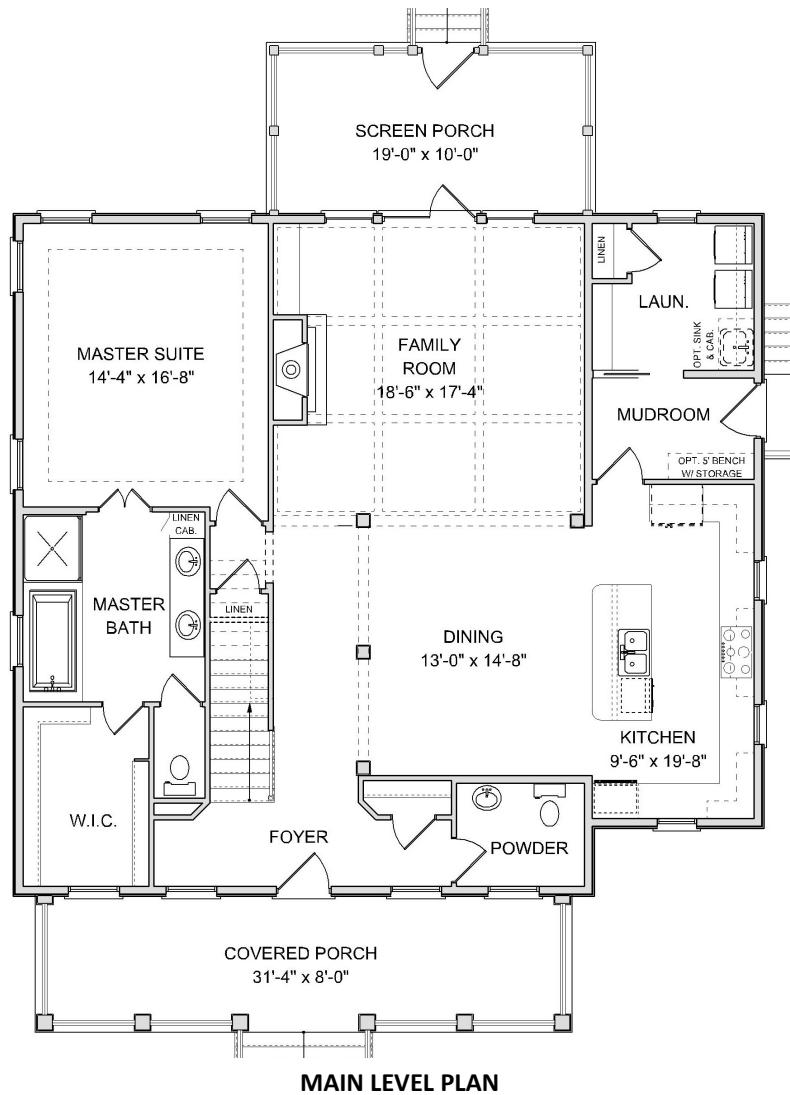 SCREEN PORCH
19'-0" x 10'-0"
LINEN
LAUN.
OPT. SINK
& CAB.
MASTER SUITE
14'-4" x 16'-8"
FAMILY
ROOM
18'-6" x 17'-4"
MUDROOM
OPT. 5' BENCH
W/ STORAGE
LINEN
CAB.
MASTER
BATH
LINEN
DINING
13'-0" x 14'-8"
KITCHEN
9'-6" x 19'-8"
W.I.C.
FOYER
POWDER
COVERED PORCH
31'-4" x 8'-0"
MAIN LEVEL PLAN